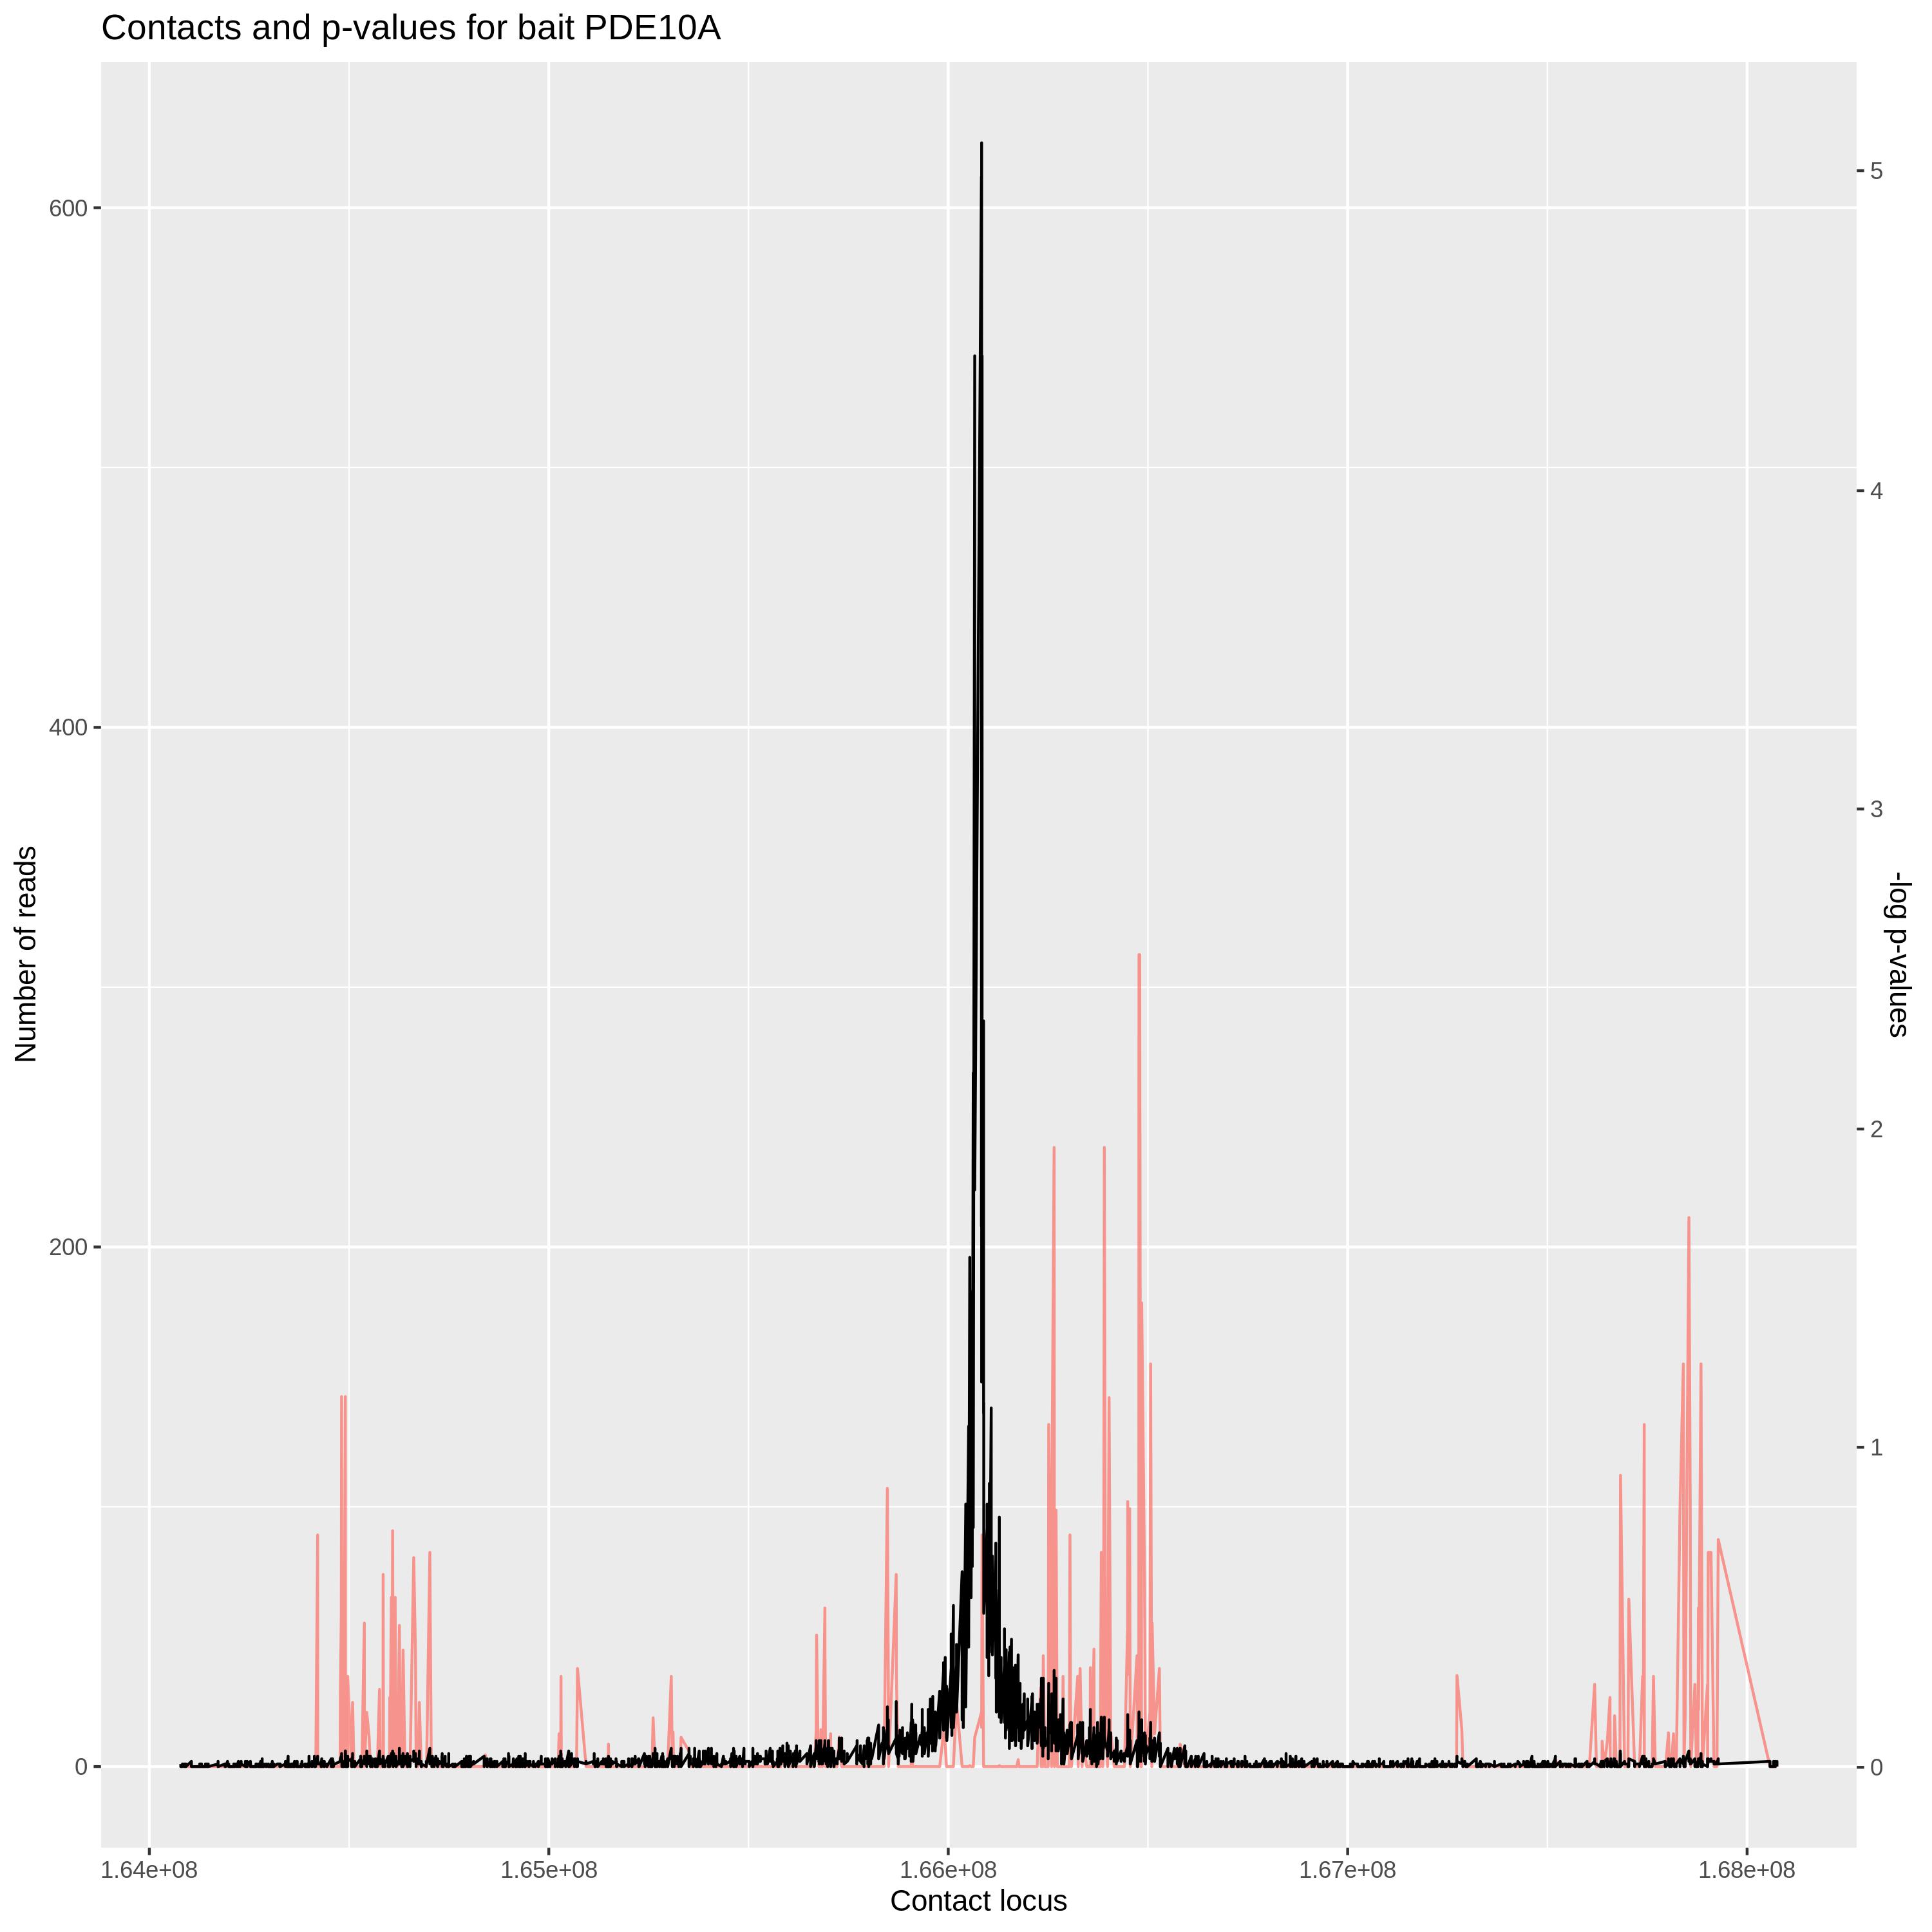 Contacts and p-values for bait PDE10A
600
400
200
0
Number of reads
5
4
3
2
1
0
-log p-values
1.64e+08
1.65e+08
1.66e+08
1.67e+08
1.68e+08
Contact locus